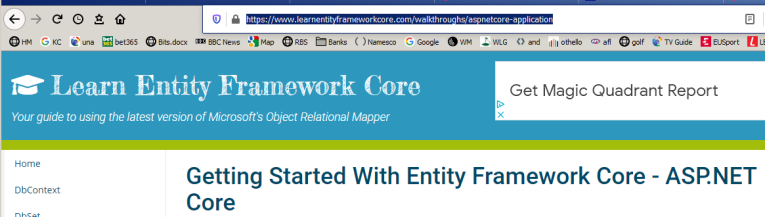 https://www.learnentityframeworkcore.com/walkthroughs/aspnetcore-application
HM G KC una bet365 Bits.docx BBC News Map RBS Banks ( ) Namesco Google WM WLG and othello afl golf TV Guide EUSport
Learn Entity Framework Core
Your guide to using the latest version of Microsoft's Object Relational Mapper
Get Magic Quadrant Report
Home
DbContext
DbSet
Getting Started With Entity Framework Core - ASP.NET
Core